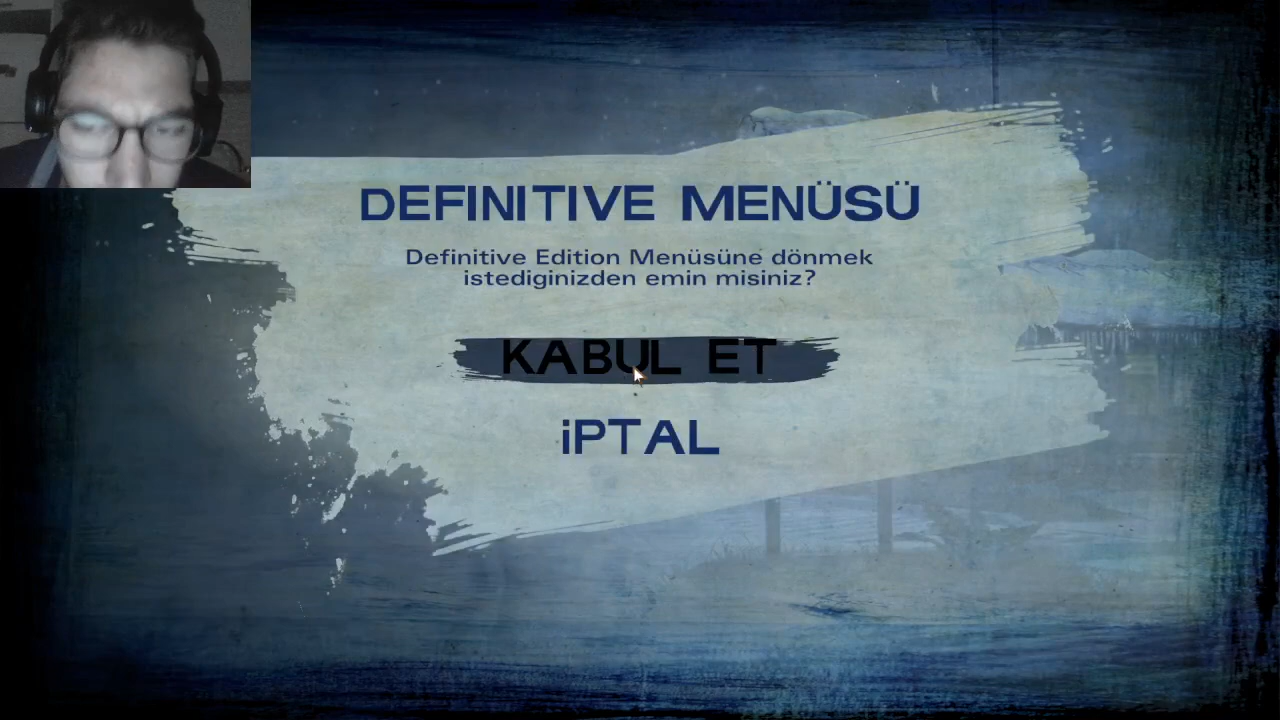 DEFINITIVE MENÜSÜ
Definitive Edition Menüsüne dönmek
istediginizden emin misiniz?
KABUL ET
iPTAL